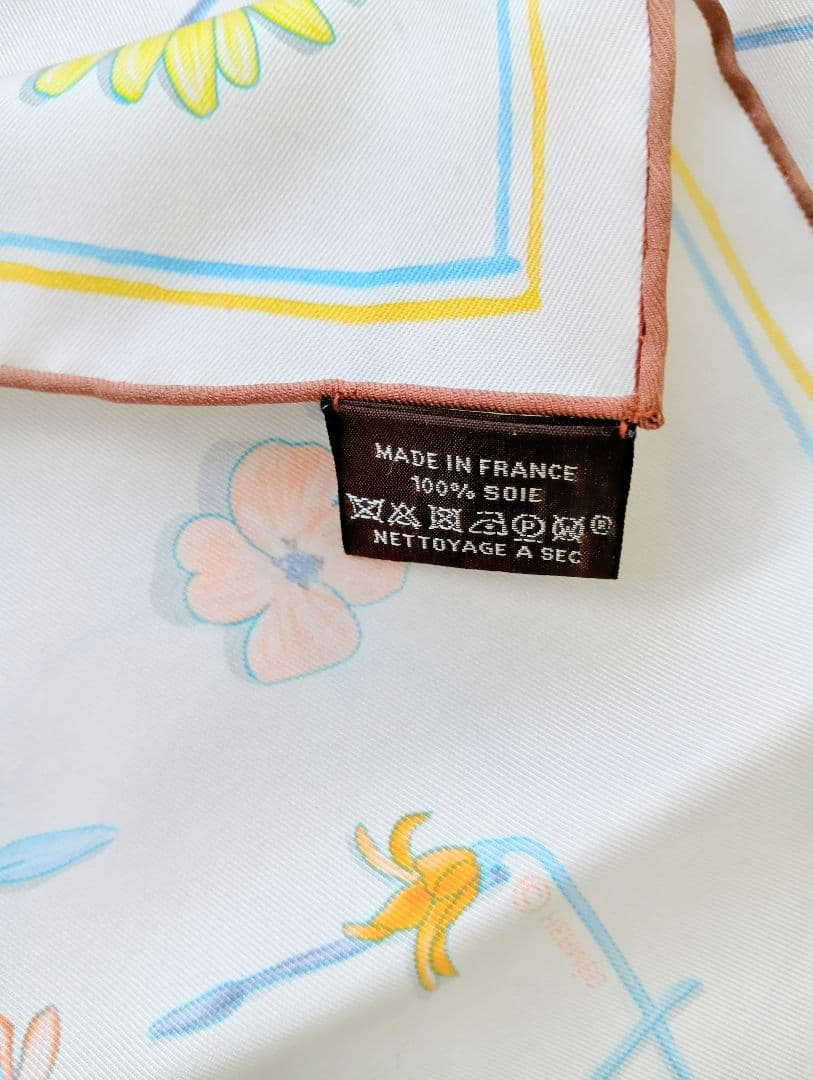 MADE IN FRANCE
100% SOIE
P ®
NETTOYAGE A SEC
©